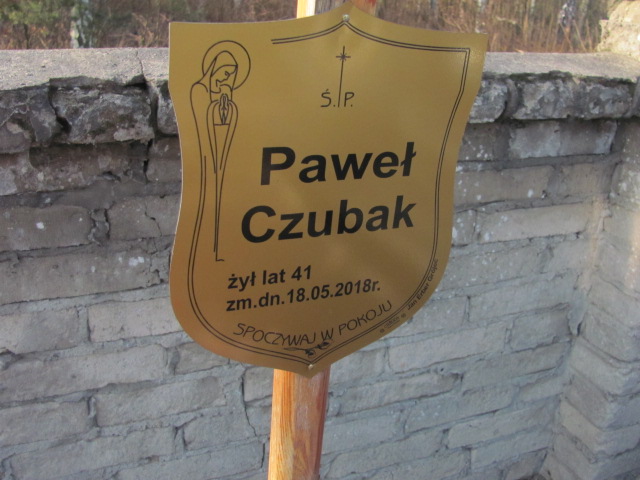 Ś.P.
Paweł
Czubak
żył lat 41
zm.dn.18.05.2018r.
SPOCZYWAJ W POKOJU